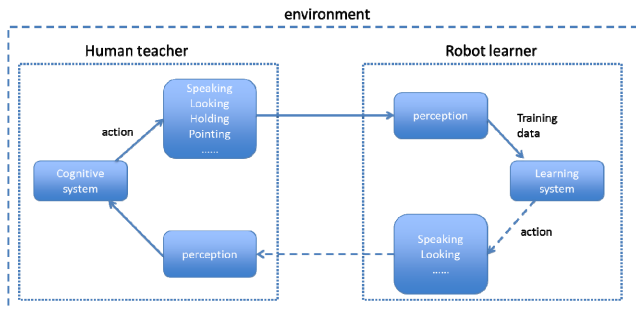 environment
Human teacher
Robot learner
Speaking
Looking
Holding
Pointing
......
action
Cognitive
system
perception
perception
Training
data
Learning
system
action
Speaking
Looking
......